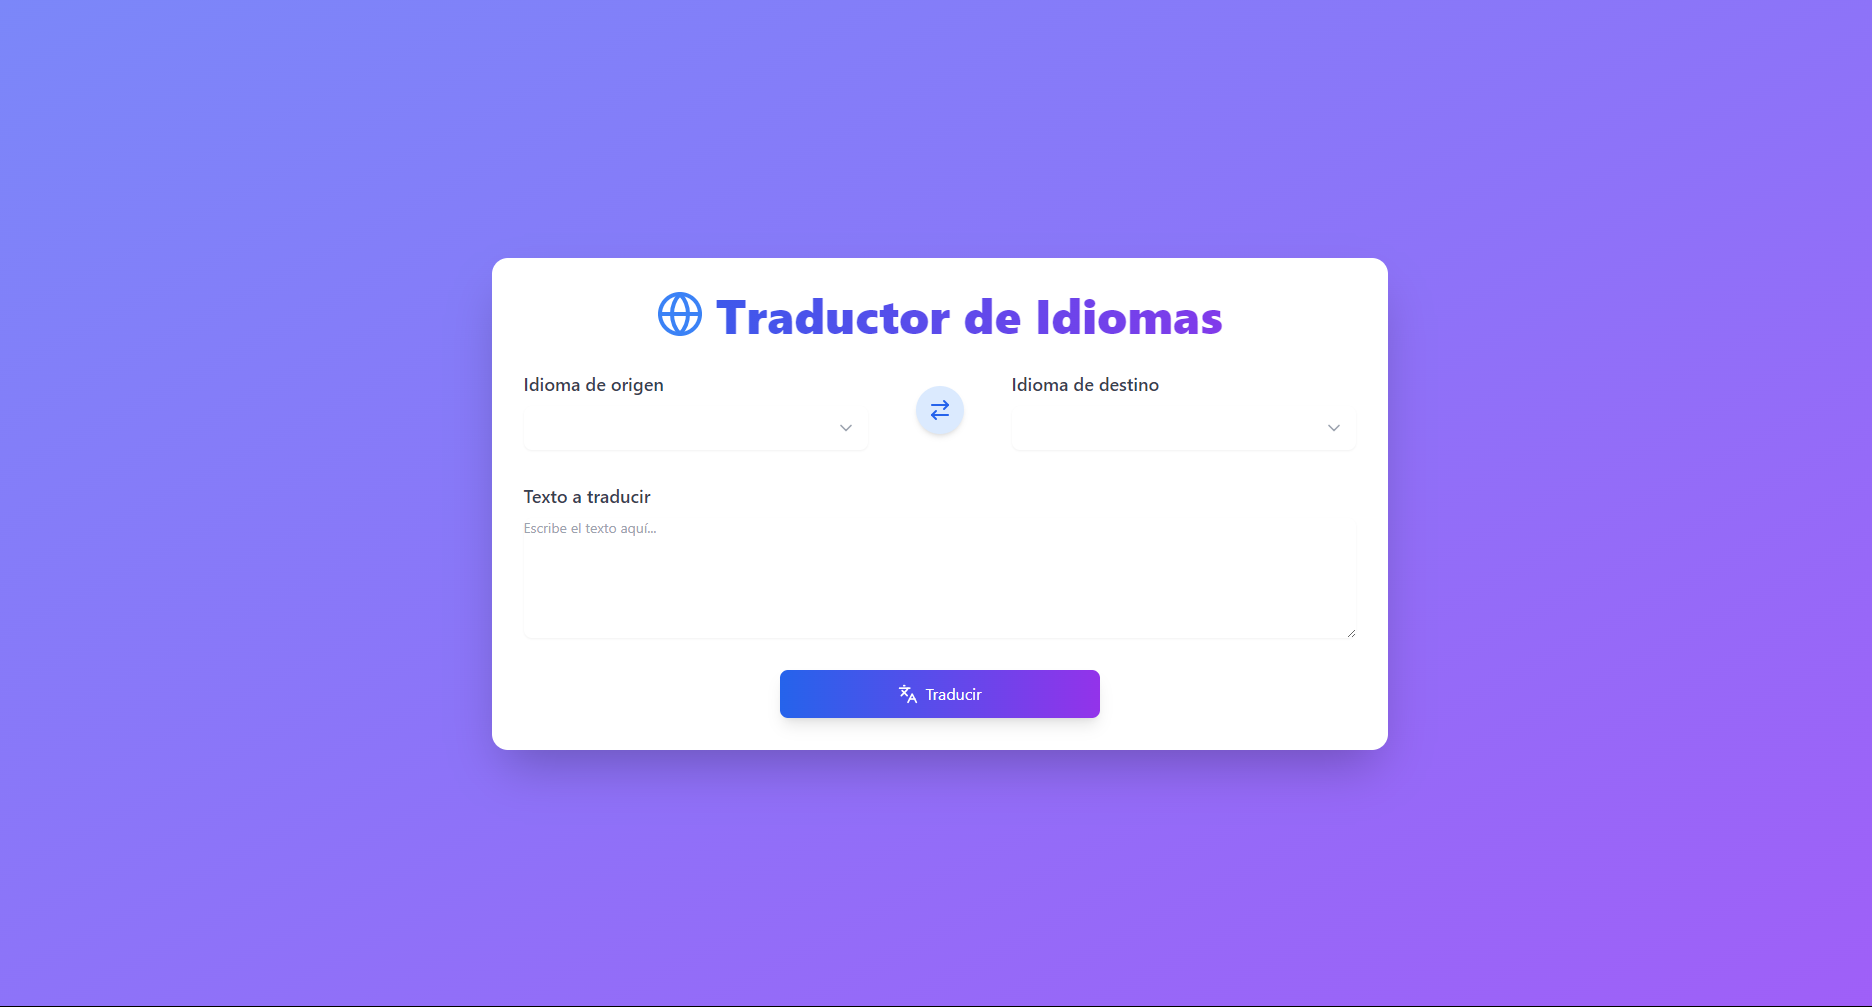 Traductor de Idiomas
Idioma de origen
Idioma de destino
Texto a traducir
Escribe el texto aquí...
Traducir